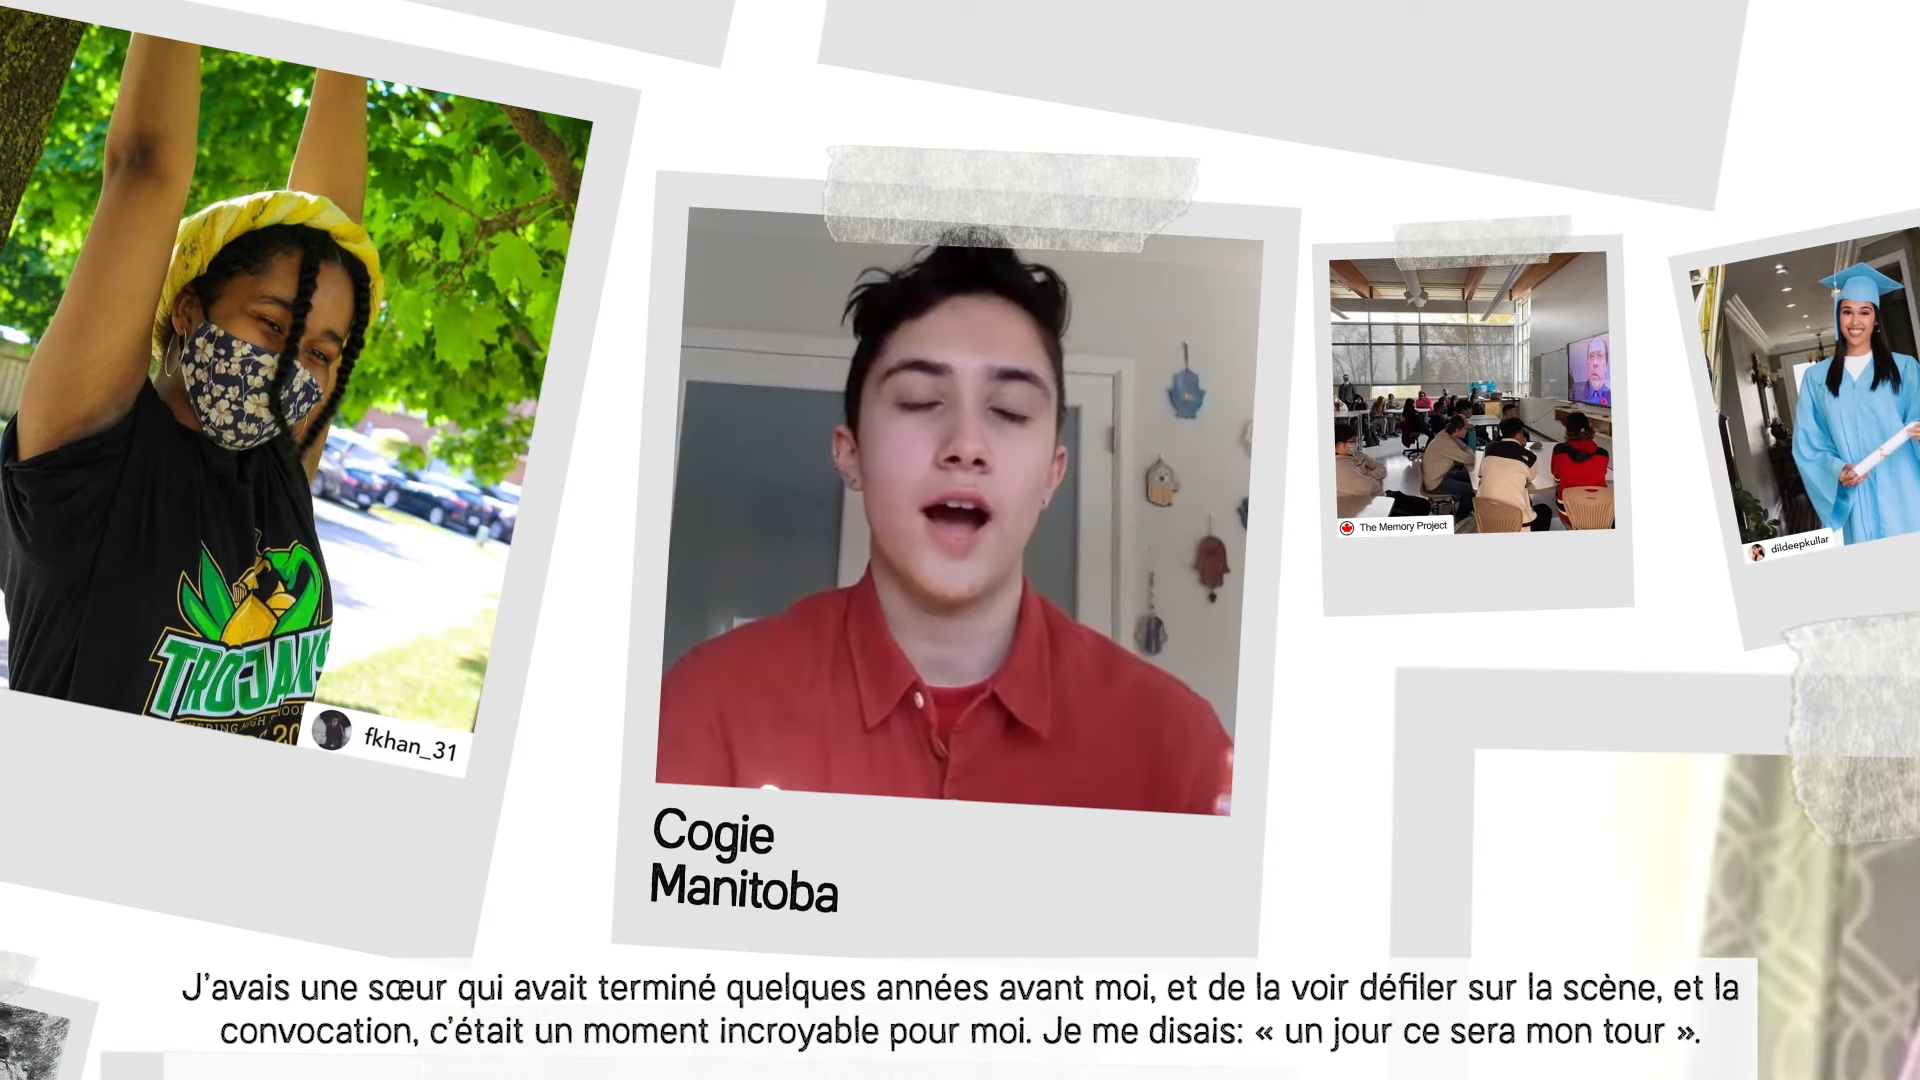 The Memory Project
dildeepkullar
TROJANS
fkhan_31
Cogie
Manitoba
J'avais une sœur qui avait terminé quelques années avant moi, et de la voir défiler sur la scène, et la
convocation, c'était un moment incroyable pour moi. Je me disais: « un jour ce sera mon tour ».